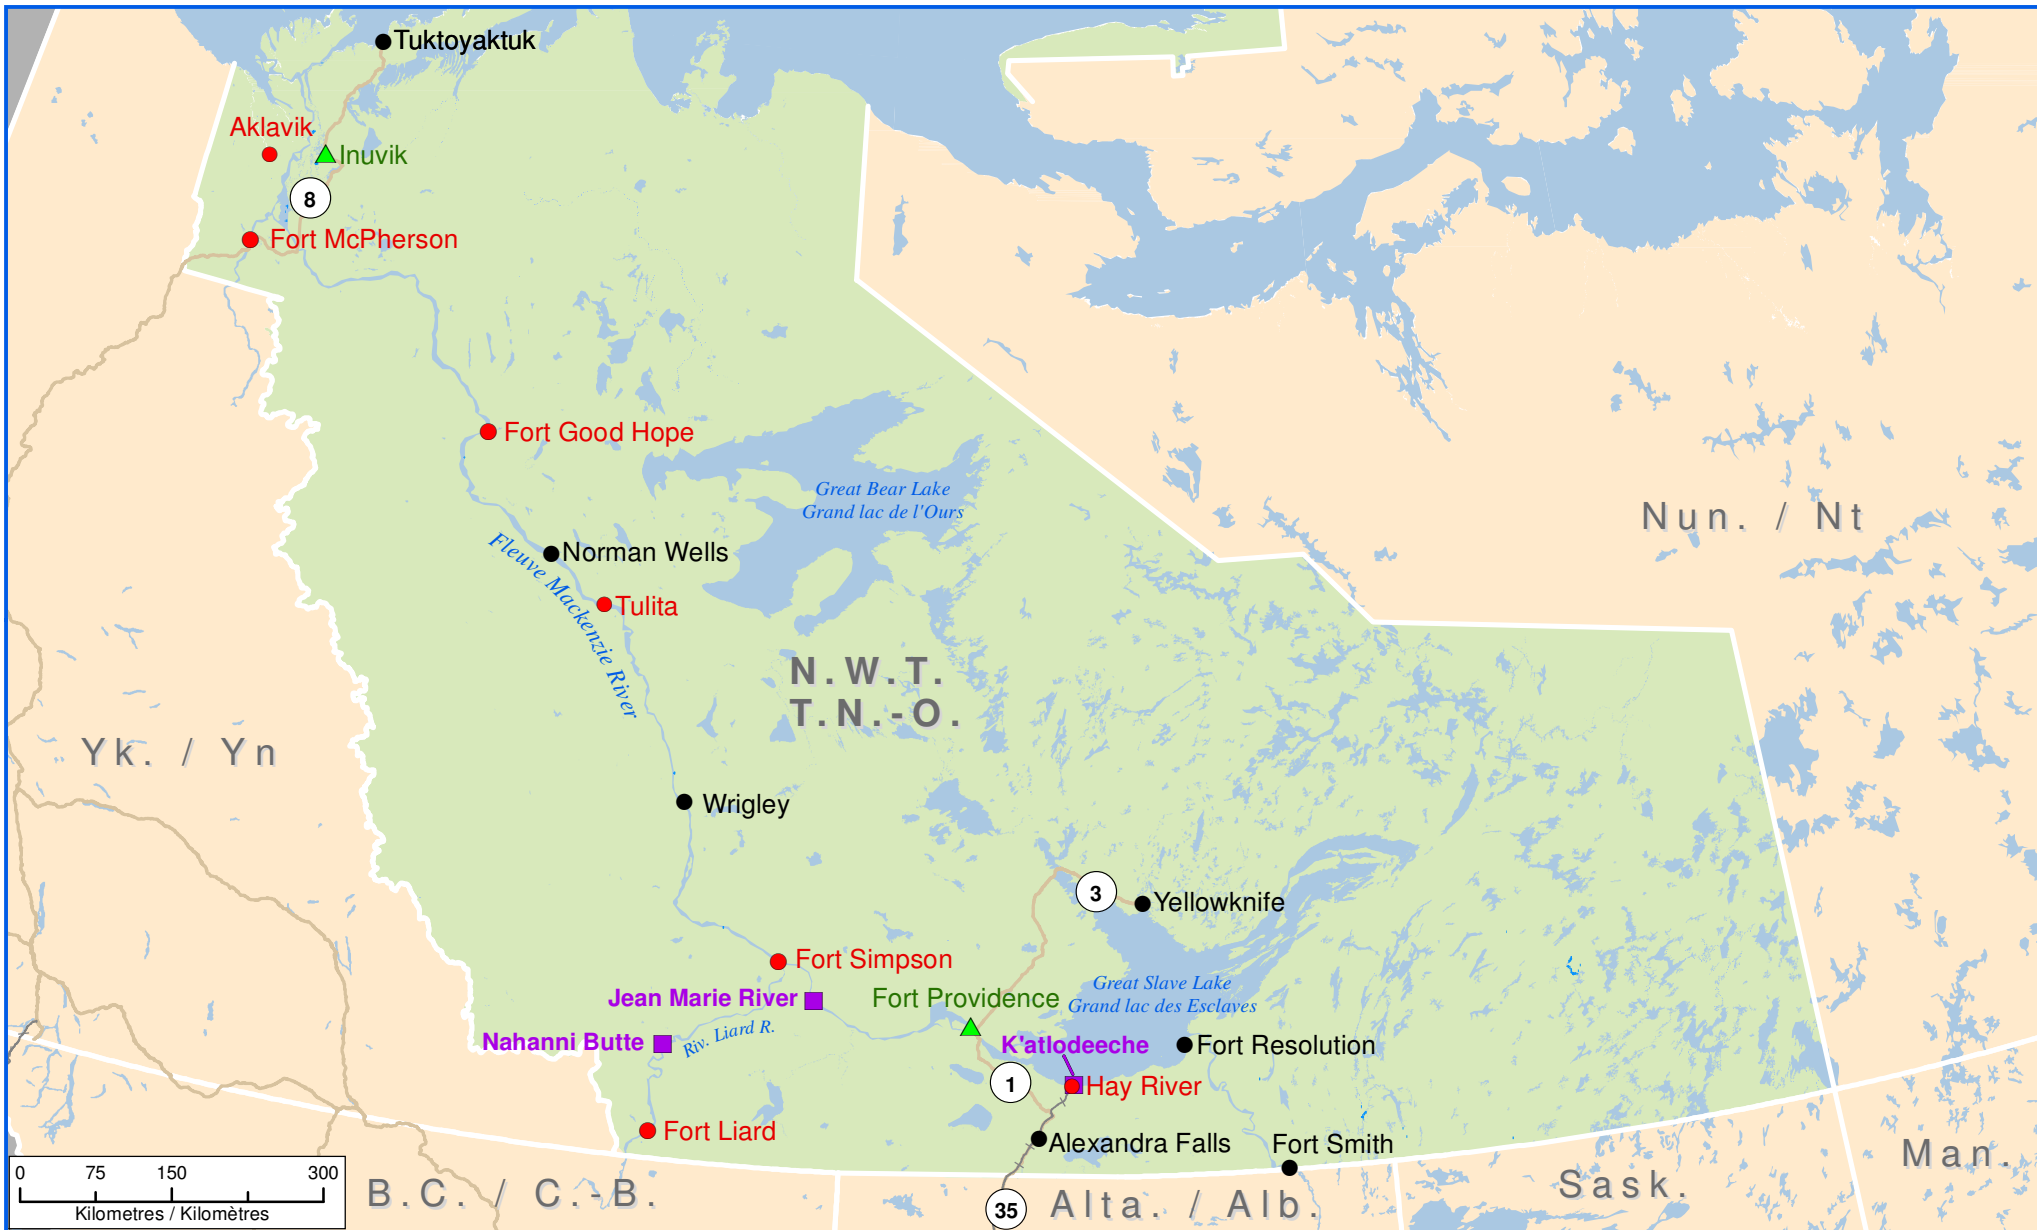 Tuktoyaktuk
Aklavik
Inuvik
8
Fort McPherson
Fort Good Hope
Great Bear Lake
Grand lac de l'Ours
Nun. / Nt
Norman Wells
Fleuve Mackenzie River
Tulita
N.W.T.
T.N.-O.
Yk. / Yn
Wrigley
3
Yellowknife
Fort Simpson
Great Slave Lake
Grand lac des Esclaves
Jean Marie River
Fort Providence
Nahanni Butte
Riv. Liard R.
K'atlodeeche
Fort Resolution
1
Hay River
Fort Liard
Alexandra Falls
Fort Smith
Man.
Sask.
B.C. / C.-B.
35
Alta. / Alb.
0 75 150 300
Kilometres / Kilomètres